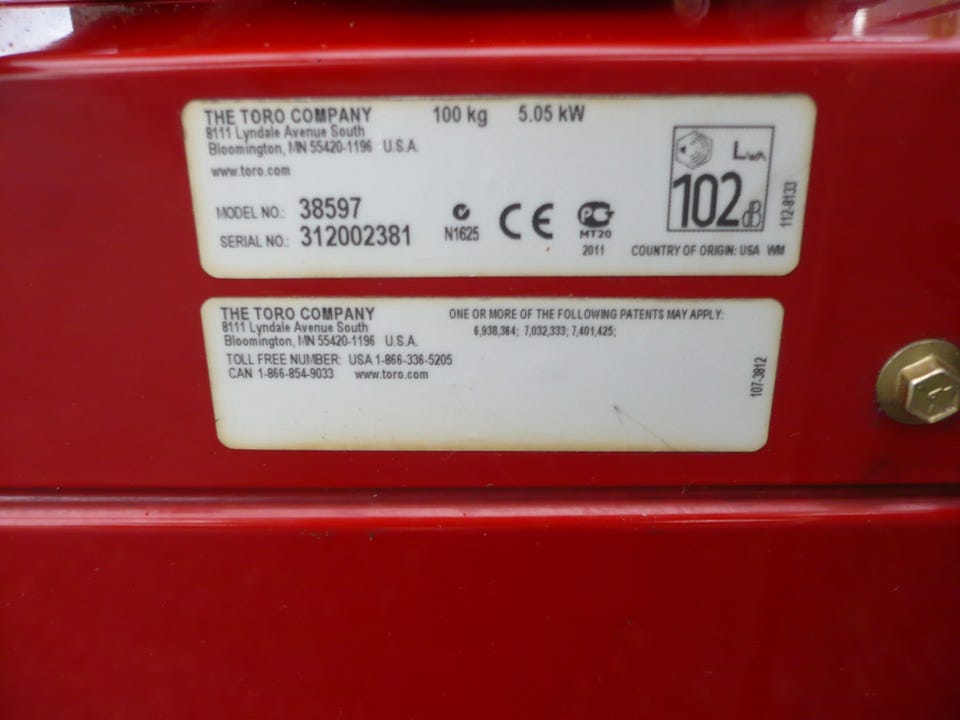 THE TORO COMPANY 100 kg 5.05 kW
8111 Lyndale Avenue South
Bloomington, MN 55420-1196 U.S.A.
www.toro.com
LWA
102 dB
MODEL NO.: 38597
SERIAL NO.: 312002381
N1625
CE
PCT
MT20
2011
COUNTRY OF ORIGIN: USA WM
112-8133
THE TORO COMPANY
8111 Lyndale Avenue South
Bloomington, MN 55420-1196 U.S.A.
TOLL FREE NUMBER: USA 1-866-336-5205
CAN 1-866-854-9033 www.toro.com
ONE OR MORE OF THE FOLLOWING PATENTS MAY APPLY:
6,938,364; 7,032,333; 7,401,425;
107-3812